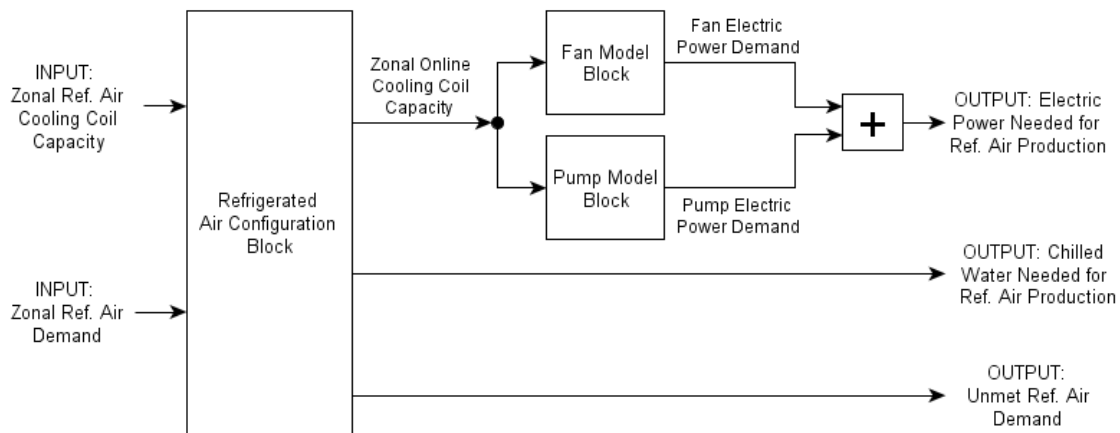 INPUT:
Zonal Ref. Air
Cooling Coil
Capacity
INPUT:
Zonal Ref. Air
Demand
Refrigerated
Air Configuration
Block
Zonal Online
Cooling Coil
Capacity
Fan Model
Block
Pump Model
Block
Fan Electric
Power Demand
Pump Electric
Power Demand
+
OUTPUT: Electric
Power Needed for
Ref. Air Production
OUTPUT: Chilled
Water Needed for
Ref. Air Production
OUTPUT:
Unmet Ref. Air
Demand